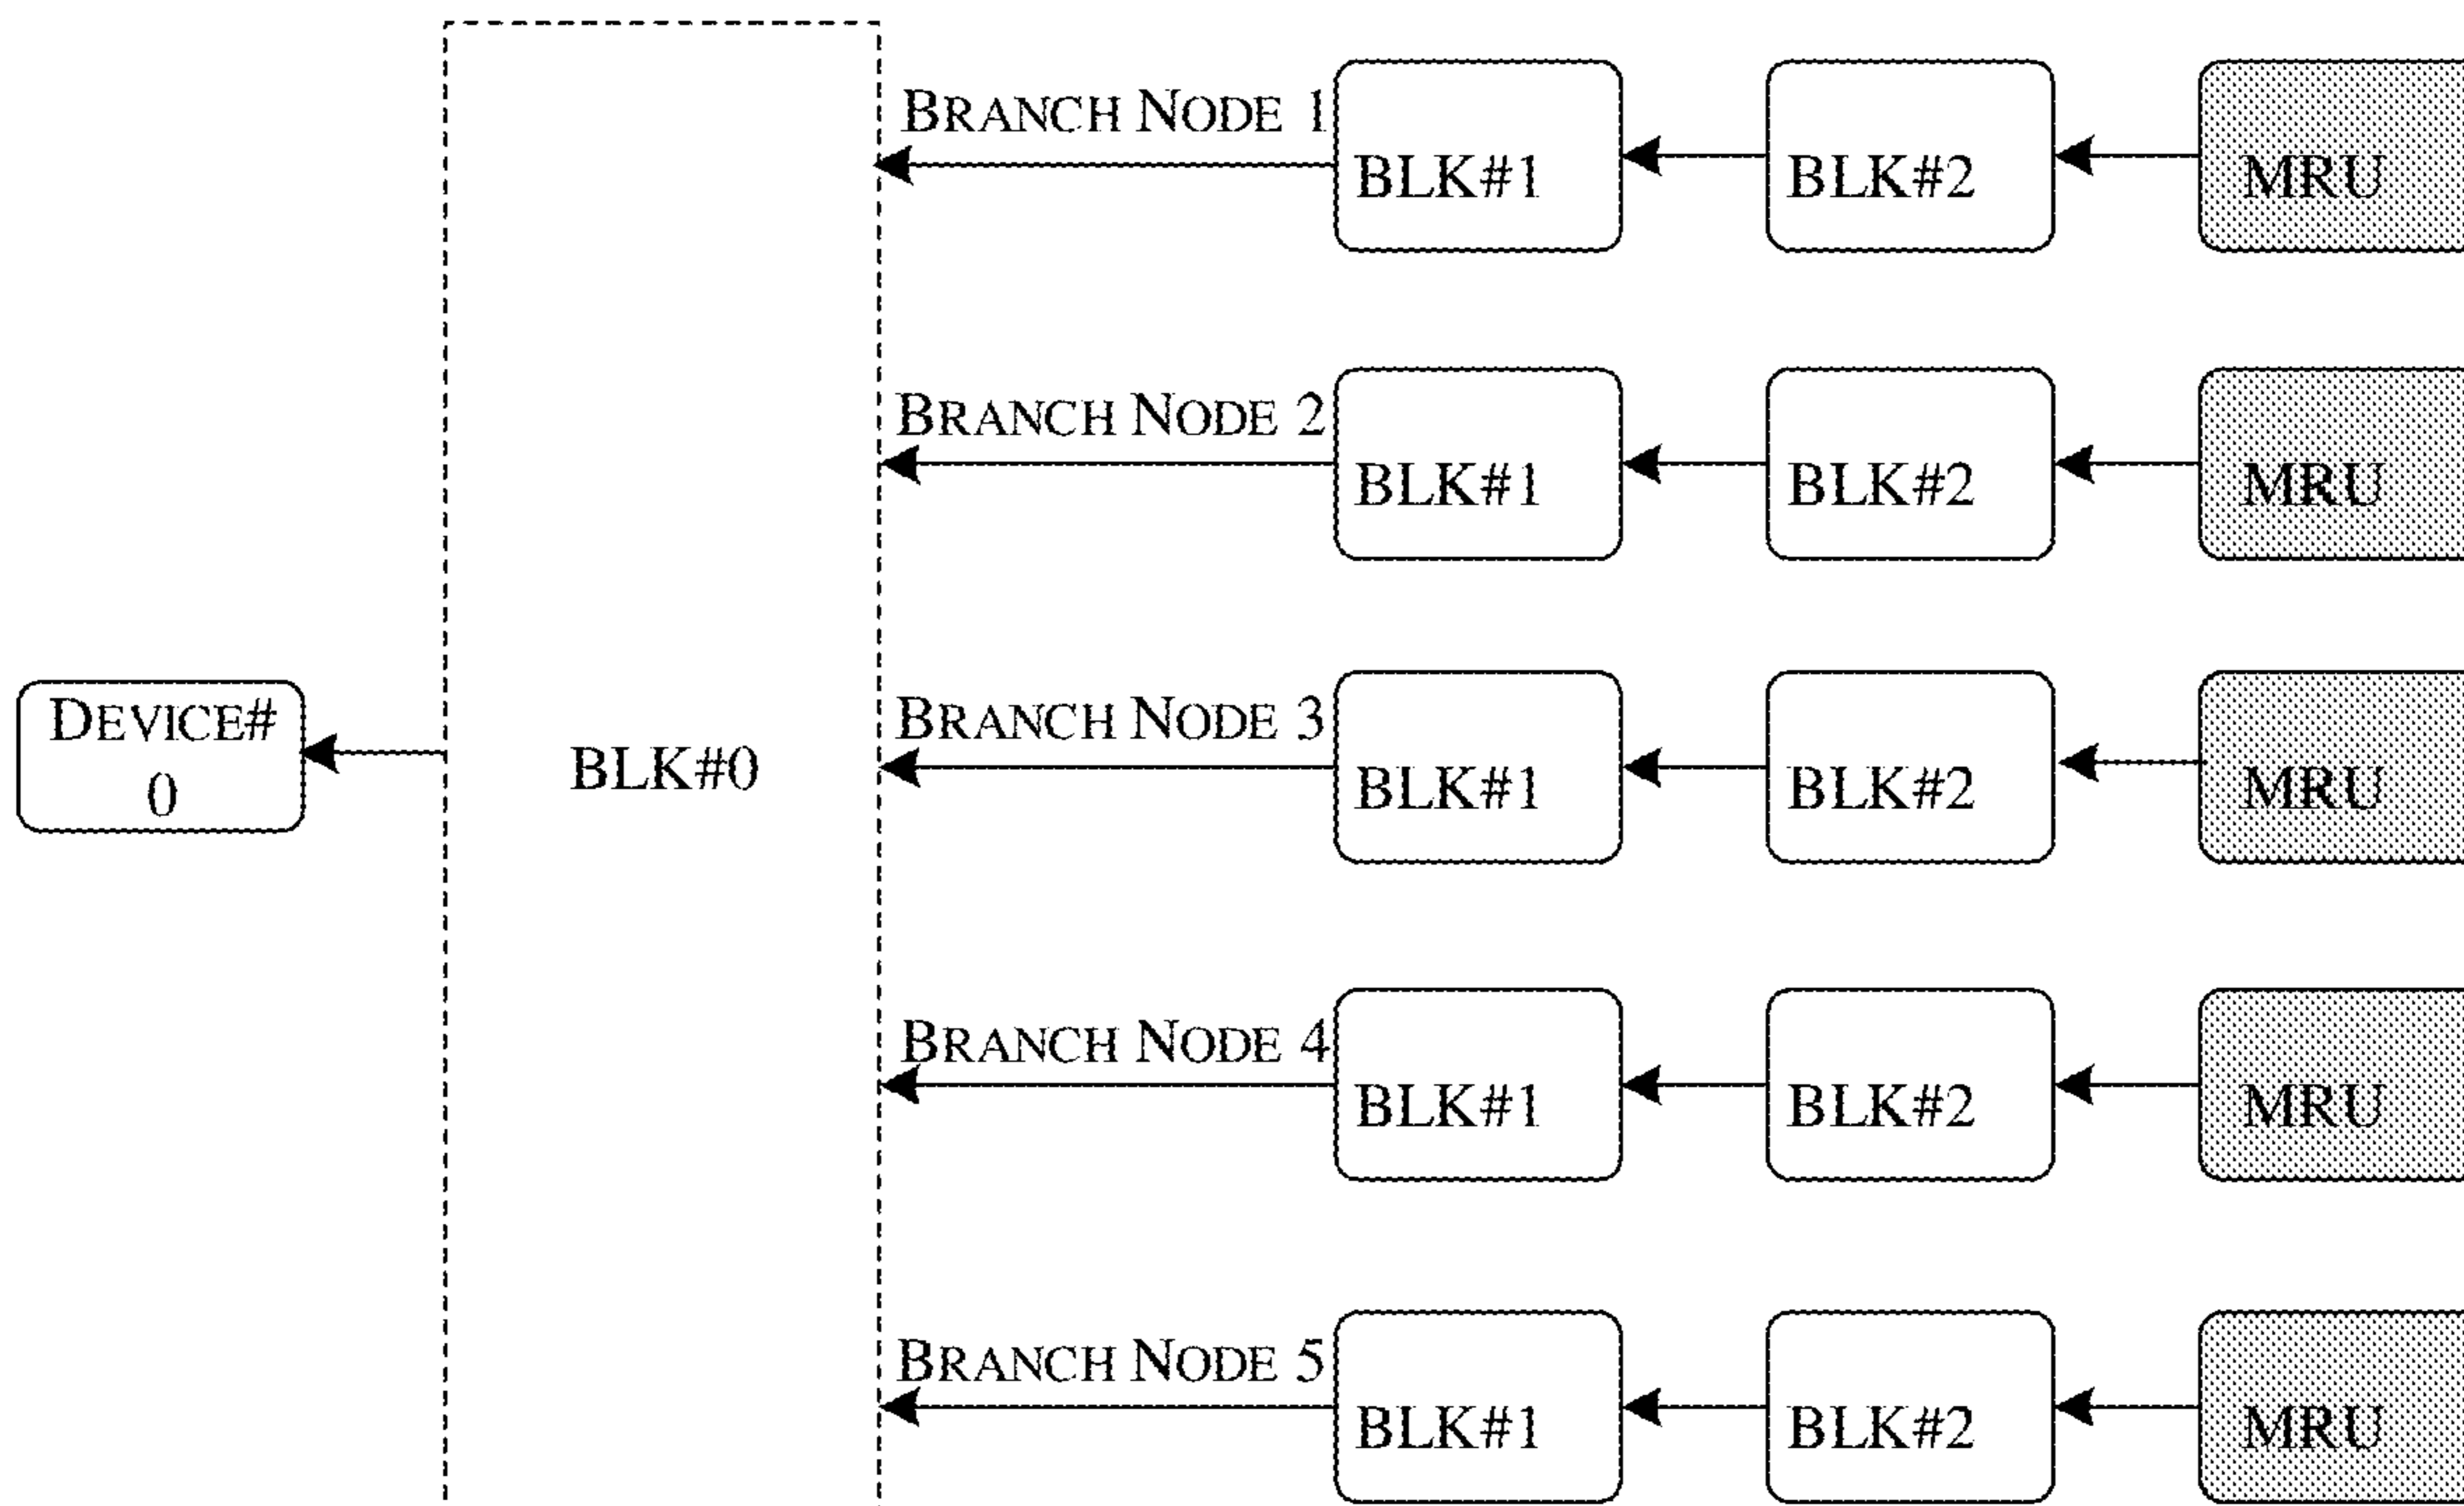 BRANCH NODE 1
BLK#1
BLK#2
MRU
BRANCH NODE 2
BLK#1
BLK#2
MRU
DEVICE#
0
BLK#0
BRANCH NODE 3
BLK#1
BLK#2
MRU
BRANCH NODE 4
BLK#1
BLK#2
MRU
BRANCH NODE 5
BLK#1
BLK#2
MRU